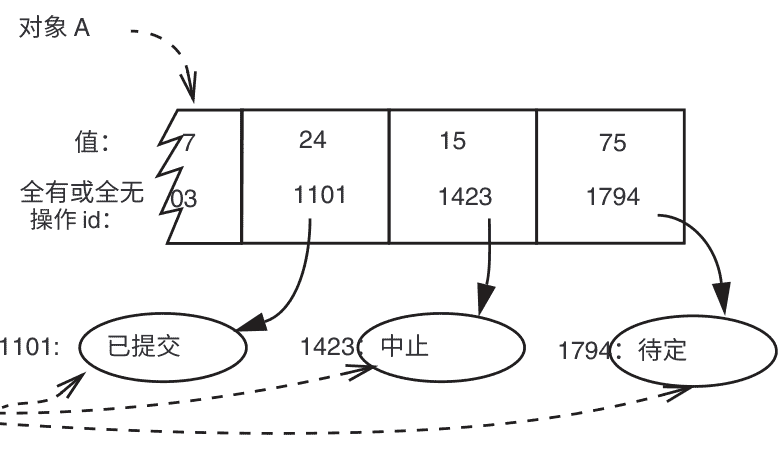 对象 A
值： 7 24 15 75
全有或全无
操作 id： 03 1101 1423 1794
1101: 已提交 1423: 中止 1794： 待定